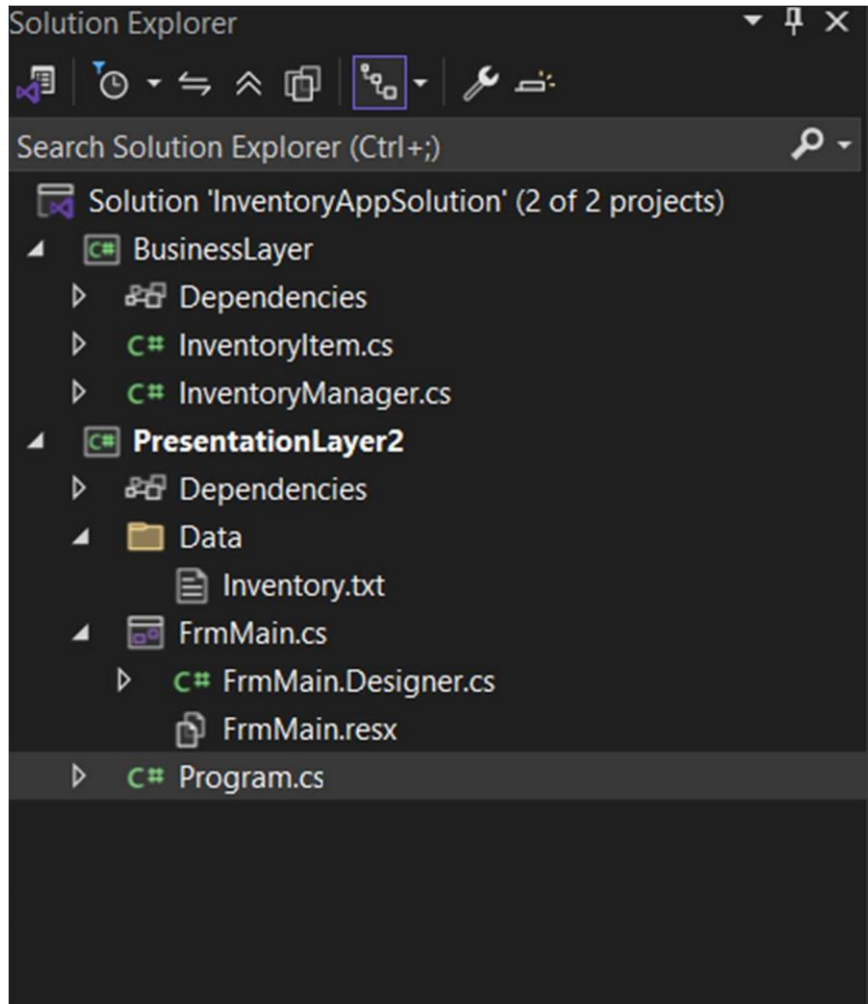 Solution Explorer
Search Solution Explorer (Ctrl+;)
Solution 'InventoryAppSolution' (2 of 2 projects)
C# BusinessLayer
Dependencies
C# InventoryItem.cs
C# InventoryManager.cs
C# PresentationLayer2
Dependencies
Data
Inventory.txt
FrmMain.cs
C# FrmMain.Designer.cs
FrmMain.resx
C# Program.cs